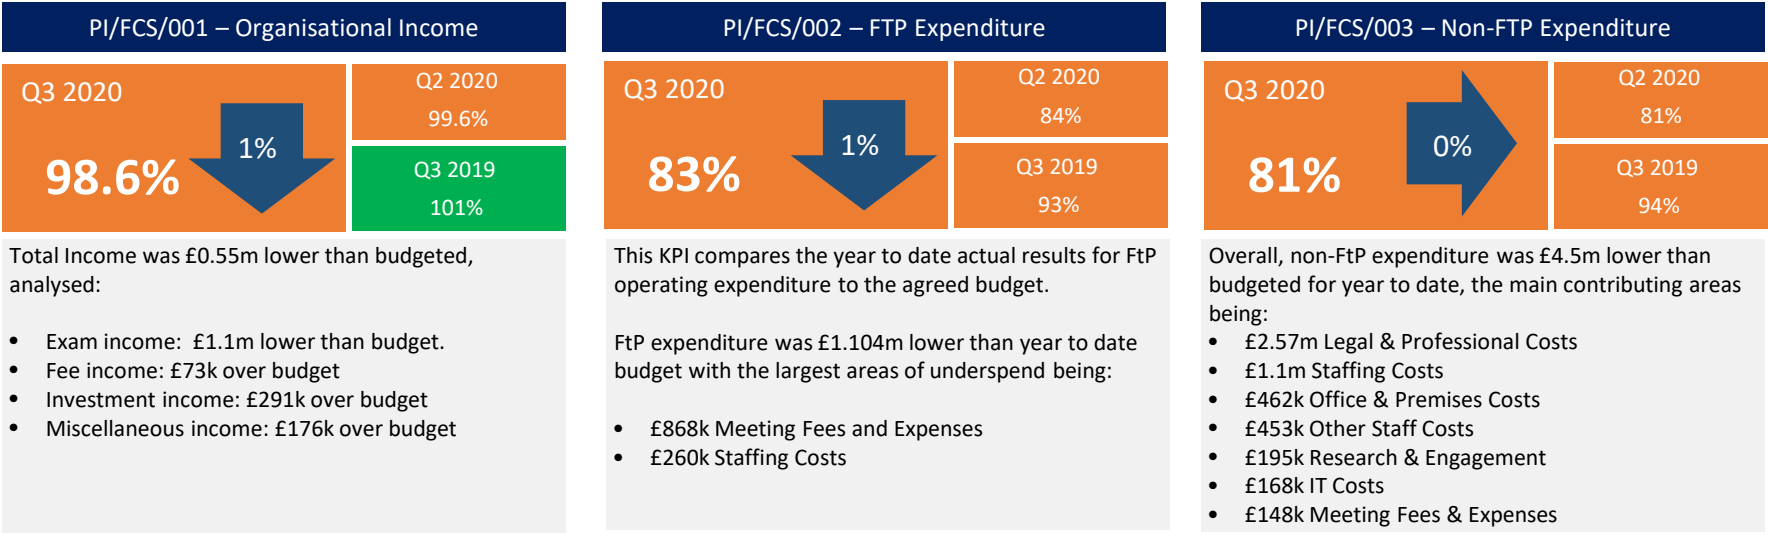 PI/FCS/001 – Organisational Income
Q3 2020
98.6%
1%
Q2 2020
99.6%
Q3 2019
101%
Total Income was £0.55m lower than budgeted,
analysed:
• Exam income: £1.1m lower than budget.
• Fee income: £73k over budget
• Investment income: £291k over budget
• Miscellaneous income: £176k over budget
PI/FCS/002 – FTP Expenditure
Q3 2020
83%
1%
Q2 2020
84%
Q3 2019
93%
This KPI compares the year to date actual results for FtP
operating expenditure to the agreed budget.
FtP expenditure was £1.104m lower than year to date
budget with the largest areas of underspend being:
• £868k Meeting Fees and Expenses
• £260k Staffing Costs
PI/FCS/003 – Non-FTP Expenditure
Q3 2020
81%
0%
Q2 2020
81%
Q3 2019
94%
Overall, non-FtP expenditure was £4.5m lower than
budgeted for year to date, the main contributing areas
being:
• £2.57m Legal & Professional Costs
• £1.1m Staffing Costs
• £462k Office & Premises Costs
• £453k Other Staff Costs
• £195k Research & Engagement
• £168k IT Costs
• £148k Meeting Fees & Expenses